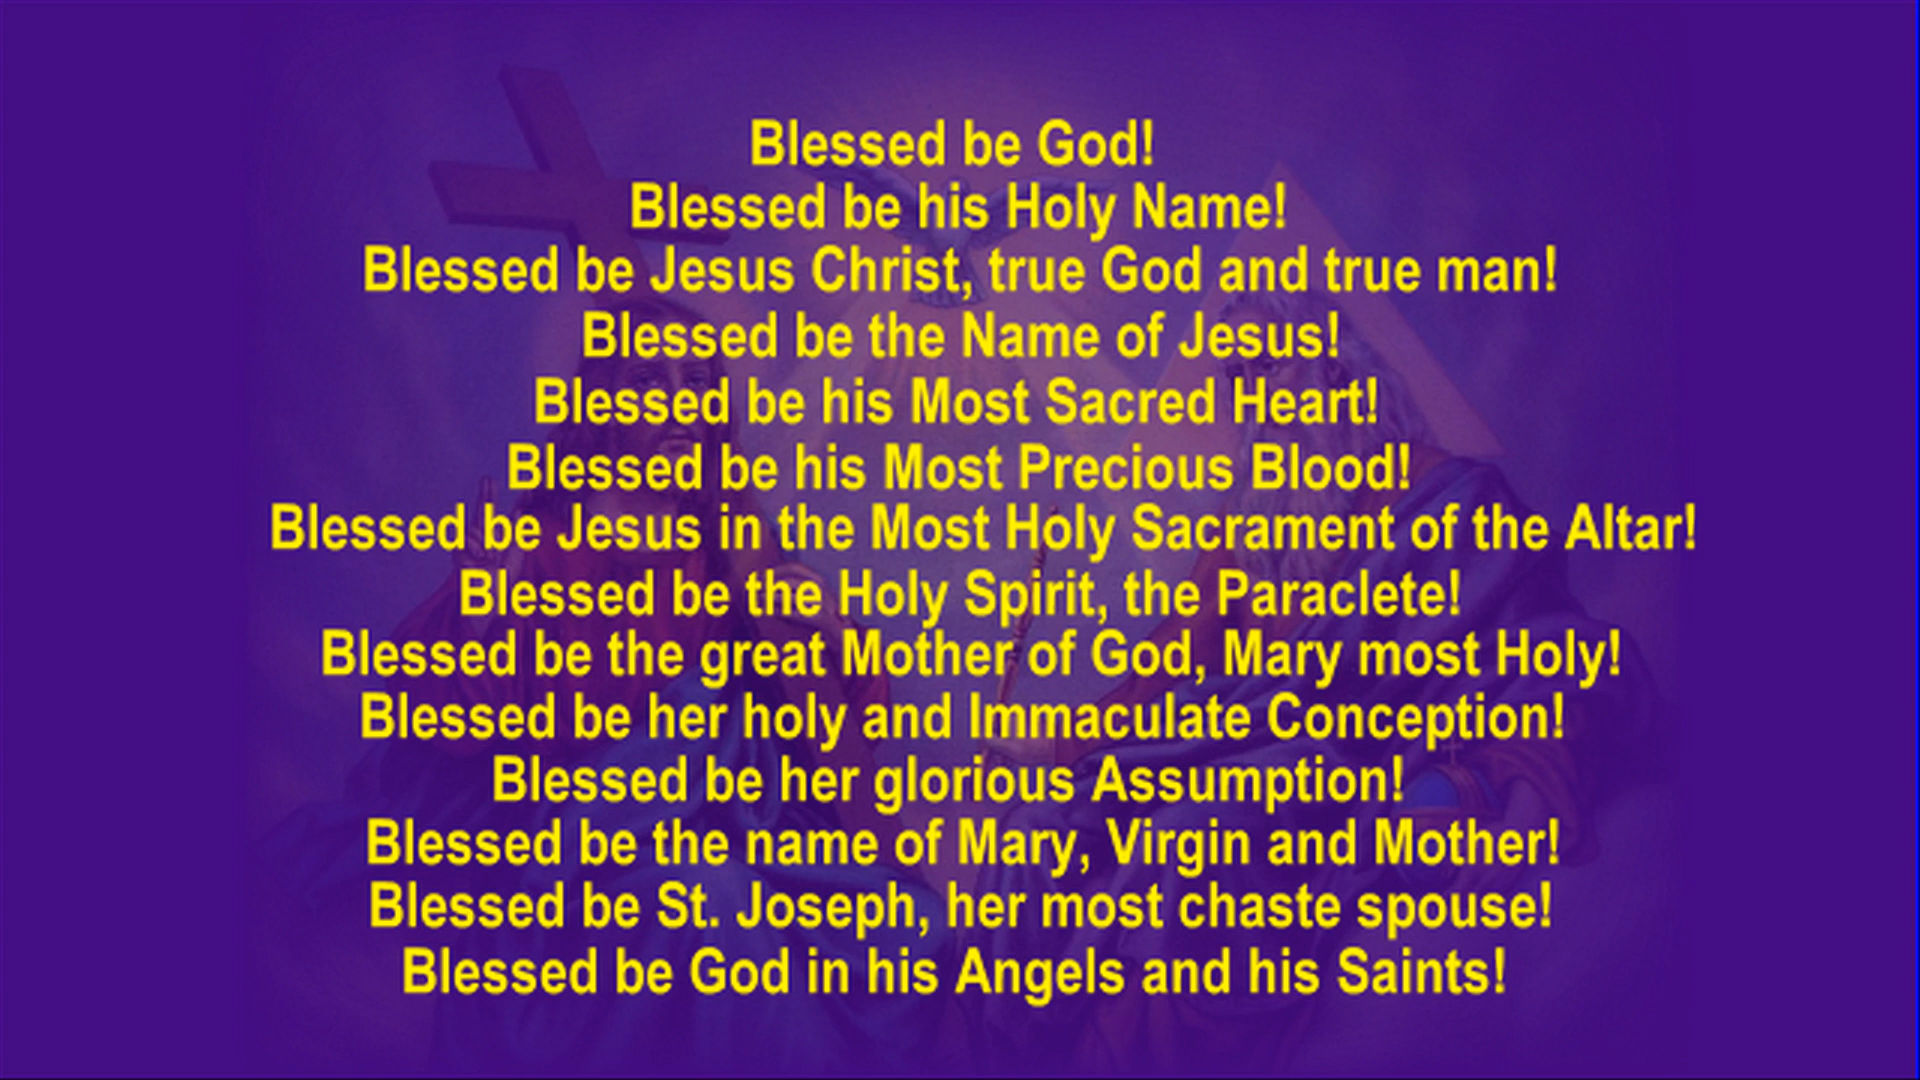 Blessed be God!
Blessed be his Holy Name!
Blessed be Jesus Christ, true God and true man!
Blessed be the Name of Jesus!
Blessed be his Most Sacred Heart!
Blessed be his Most Precious Blood!
Blessed be Jesus in the Most Holy Sacrament of the Altar!
Blessed be the Holy Spirit, the Paraclete!
Blessed be the great Mother of God, Mary most Holy!
Blessed be her holy and Immaculate Conception!
Blessed be her glorious Assumption!
Blessed be the name of Mary, Virgin and Mother!
Blessed be St. Joseph, her most chaste spouse!
Blessed be God in his Angels and his Saints!